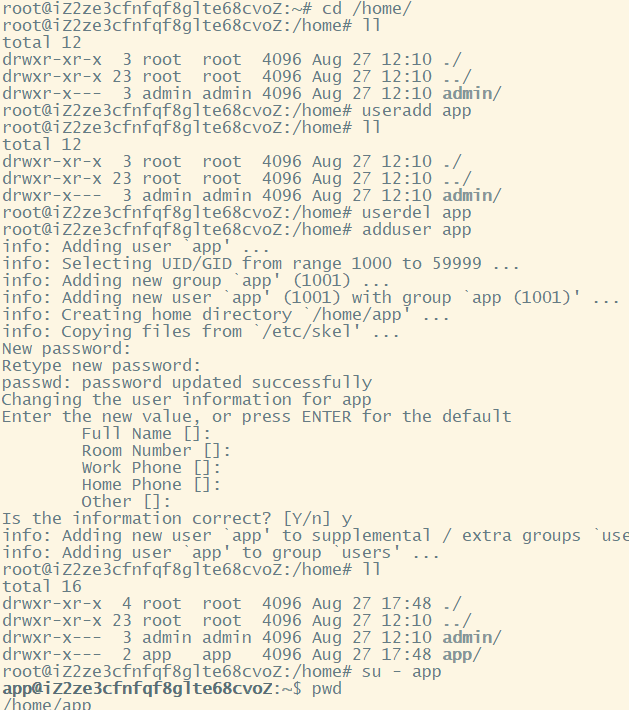 root@iZ2ze3cfnfqf8glte68cvoZ:~# cd /home/
root@iZ2ze3cfnfqf8glte68cvoZ:/home# ll
total 12
drwxr-xr-x  3 root  root  4096 Aug 27 12:10 ./
drwxr-xr-x 23 root  root  4096 Aug 27 12:10 ../
drwxr-x---  3 admin admin 4096 Aug 27 12:10 admin/
root@iZ2ze3cfnfqf8glte68cvoZ:/home# useradd app
root@iZ2ze3cfnfqf8glte68cvoZ:/home# ll
total 12
drwxr-xr-x  3 root  root  4096 Aug 27 12:10 ./
drwxr-xr-x 23 root  root  4096 Aug 27 12:10 ../
drwxr-x---  3 admin admin 4096 Aug 27 12:10 admin/
root@iZ2ze3cfnfqf8glte68cvoZ:/home# userdel app
root@iZ2ze3cfnfqf8glte68cvoZ:/home# adduser app
info: Adding user `app' ...
info: Selecting UID/GID from range 1000 to 59999 ...
info: Adding new group `app' (1001) ...
info: Adding new user `app' (1001) with group `app (1001)' ...
info: Creating home directory `/home/app' ...
info: Copying files from `/etc/skel' ...
New password:
Retype new password:
passwd: password updated successfully
Changing the user information for app
Enter the new value, or press ENTER for the default
        Full Name []:
        Room Number []:
        Work Phone []:
        Home Phone []:
        Other []:
Is the information correct? [Y/n] y
info: Adding new user `app' to supplemental / extra groups `use
info: Adding user `app' to group `users' ...
root@iZ2ze3cfnfqf8glte68cvoZ:/home# ll
total 16
drwxr-xr-x  4 root  root  4096 Aug 27 17:48 ./
drwxr-xr-x 23 root  root  4096 Aug 27 12:10 ../
drwxr-x---  3 admin admin 4096 Aug 27 12:10 admin/
drwxr-x---  2 app   app   4096 Aug 27 17:48 app/
root@iZ2ze3cfnfqf8glte68cvoZ:/home# su - app
app@iZ2ze3cfnfqf8glte68cvoZ:~$ pwd
/home/app